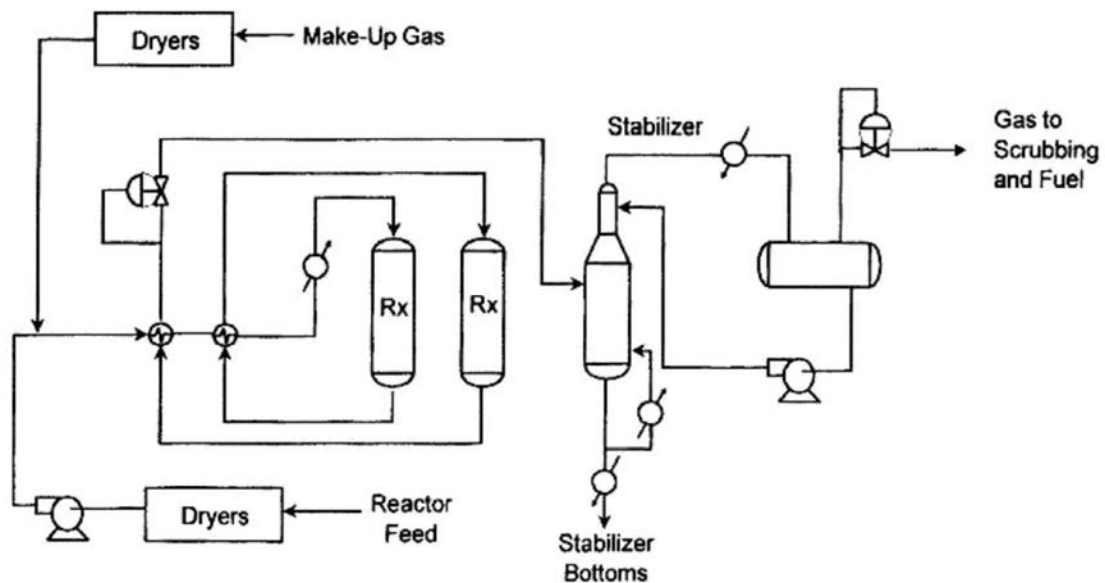 Dryers
Make-Up Gas
Stabilizer
Gas to
Scrubbing
and Fuel
Rx
Rx
Dryers
Reactor
Feed
Stabilizer
Bottoms